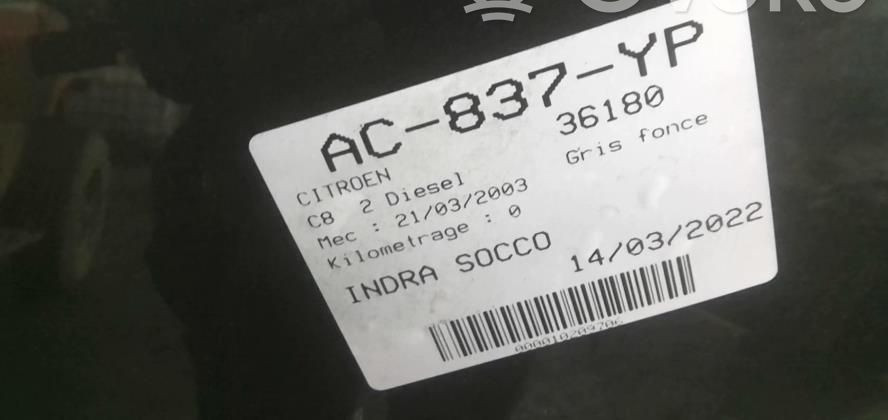 AC-837-YP
36180
CITROEN
Gris fonce
C8 2 Diesel
Mec : 21/03/2003
Kilometrage : 0
INDRA SOCCO 14/03/2022
000010209706